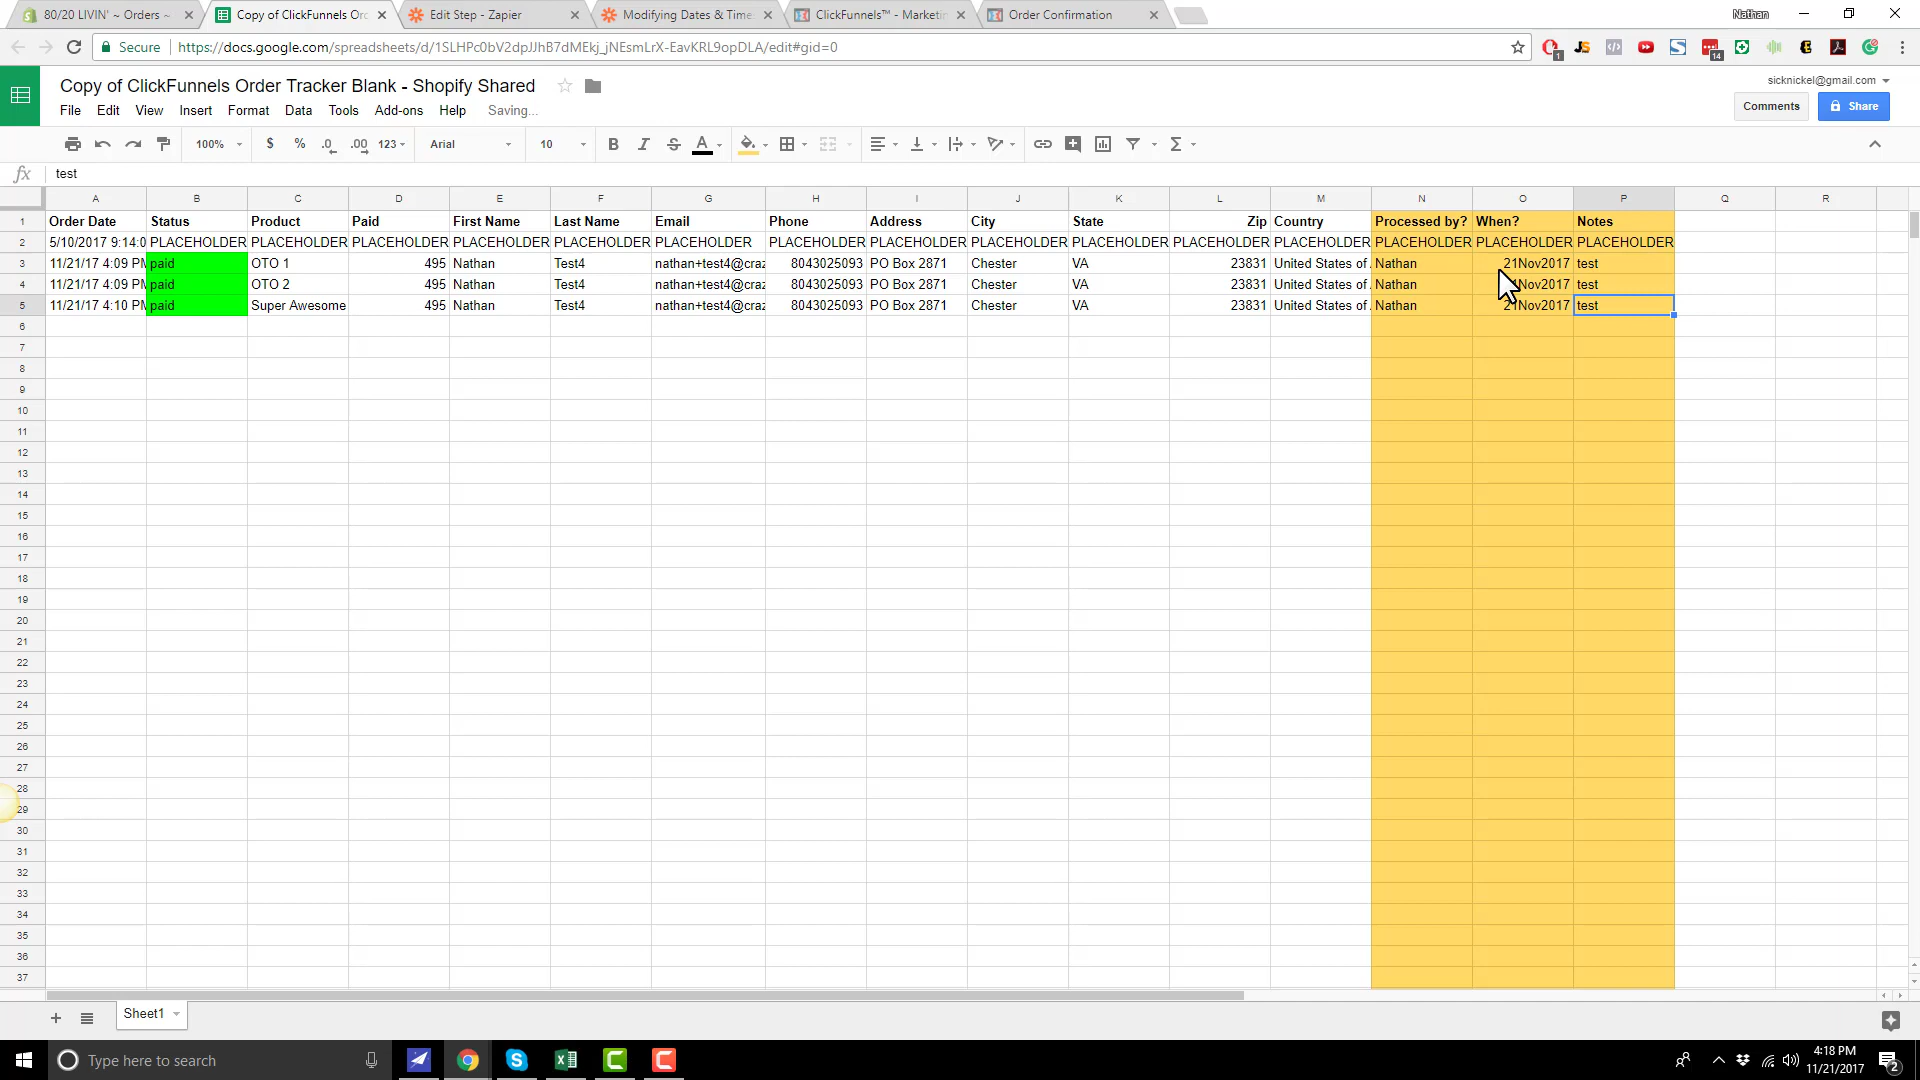 80/20 LIVIN' ~ Orders ~
Copy of ClickFunnels Or
Edit Step - Zapier
Modifying Dates & Time
ClickFunnels™ - Marketi
Order Confirmation
Nathan
Secure
https://docs.google.com/spreadsheets/d/1SLHPc0bV2dpJJhB7dMEkj_jNEsmLrX-EavKRL9opDLA/edit#gid=0
Copy of ClickFunnels Order Tracker Blank - Shopify Shared
sicknickel@gmail.com
File Edit View Insert Format Data Tools Add-ons Help Saving...
Comments Share
100% $ % .0 .00 123 Arial 10 B I S A
fx test
A B C D E F G H I J K L M N O P Q R
1 Order Date Status Product Paid First Name Last Name Email Phone Address City State Zip Country Processed by? When? Notes
2 5/10/2017 9:14:0 PLACEHOLDER PLACEHOLDER PLACEHOLDER PLACEHOLDER PLACEHOLDER PLACEHOLDER PLACEHOLDER PLACEHOLDER PLACEHOLDER PLACEHOLDER PLACEHOLDER PLACEHOLDER PLACEHOLDER PLACEHOLDER PLACEHOLDER
3 11/21/17 4:09 PM paid OTO 1 495 Nathan Test4 nathan+test4@craz 8043025093 PO Box 2871 Chester VA 23831 United States of Nathan 21Nov2017 test
4 11/21/17 4:09 PM paid OTO 2 495 Nathan Test4 nathan+test4@craz 8043025093 PO Box 2871 Chester VA 23831 United States of Nathan 21Nov2017 test
5 11/21/17 4:10 PM paid Super Awesome 495 Nathan Test4 nathan+test4@craz 8043025093 PO Box 2871 Chester VA 23831 United States of Nathan 21Nov2017 test
6
7
8
9
10
11
12
13
14
15
16
17
18
19
20
21
22
23
24
25
26
27
28
29
30
31
32
33
34
35
36
37
Sheet1
Type here to search
4:18 PM
11/21/2017
2